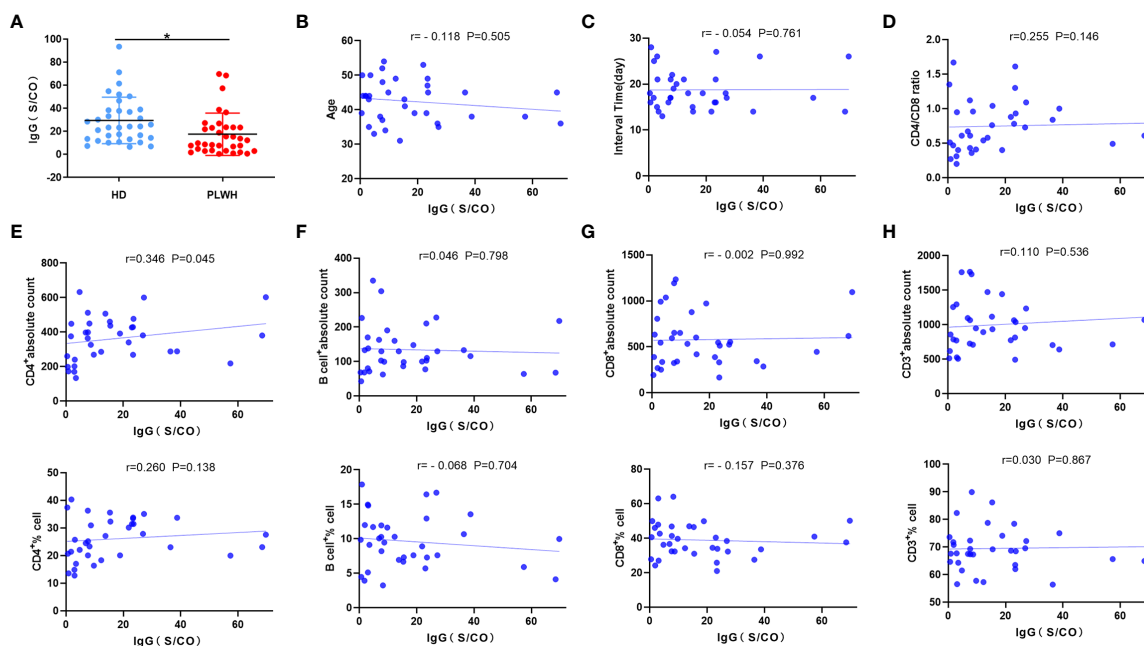 A
B
C
D
*
100
80
60
40
20
0
-20
IgG( S/CO)
HD
PLWH
r= - 0.118 P=0.505
60
50
40
30
20
Age
0 20 40 60 80
IgG( S/CO)
r= - 0.054 P=0.761
30
20
10
0
Interval Time(day)
0 20 40 60 80
IgG( S/CO)
r=0.255 P=0.146
2.0
1.5
1.0
0.5
0.0
CD4/CD8 ratio
0 20 40 60
IgG( S/CO)
E
F
G
H
r=0.346 P=0.045
800
600
400
200
0
CD4+absolute count
0 20 40 60 80
IgG( S/CO)
r=0.046 P=0.798
400
300
200
100
0
B cell+absolute count
0 20 40 60 80
IgG( S/CO)
r= - 0.002 P=0.992
1500
1000
500
0
CD8+absolute count
0 20 40 60 80
IgG( S/CO)
r=0.110 P=0.536
2000
1500
1000
500
0
CD3+absolute count
0 20 40 60
IgG( S/CO)
r=0.260 P=0.138
50
40
30
20
10
0
CD4+% cell
0 20 40 60 80
IgG( S/CO)
r= - 0.068 P=0.704
20
15
10
5
0
B cell+% cell
0 20 40 60 80
IgG( S/CO)
r= - 0.157 P=0.376
80
60
40
20
0
CD8+% cell
0 20 40 60 80
IgG( S/CO)
r=0.030 P=0.867
100
90
80
70
60
50
CD3+% cell
0 20 40 60
IgG( S/CO)